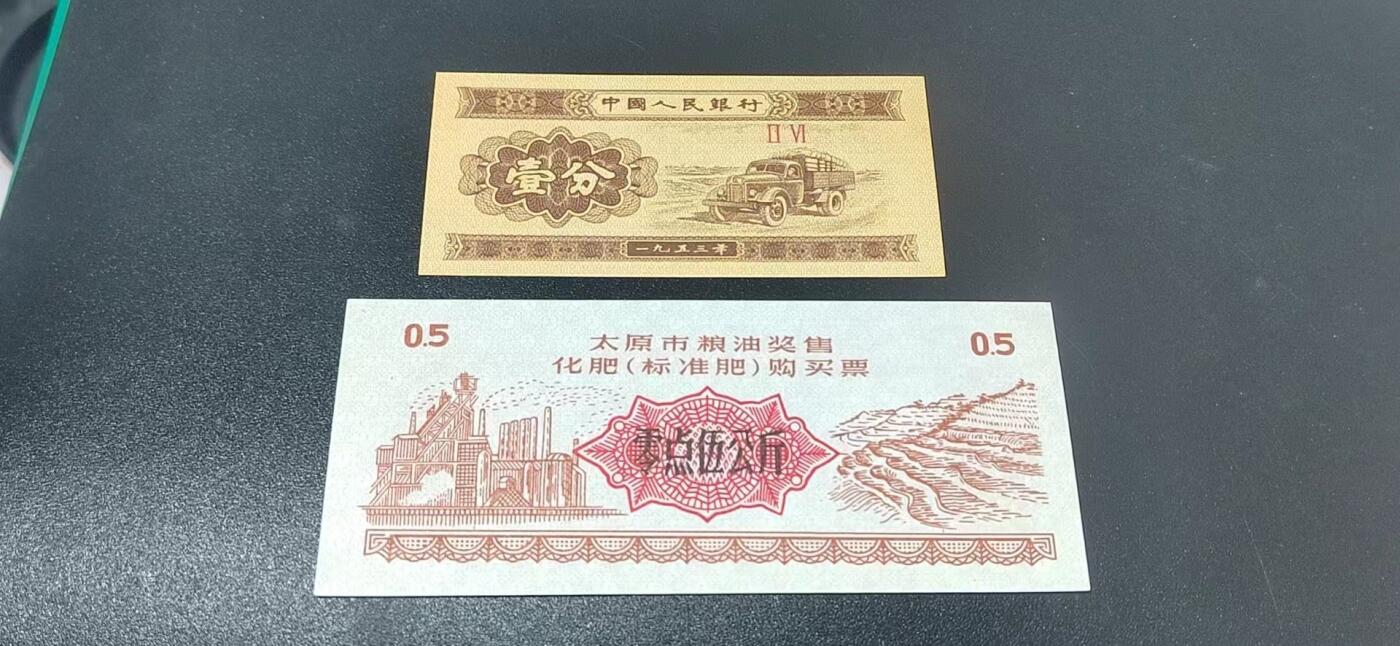 中國人民銀行
Ⅱ Ⅵ
壹分
一九五三年
0.5
太原市粮油奖售
0.5
化肥(标准肥)购买票
零点伍公斤